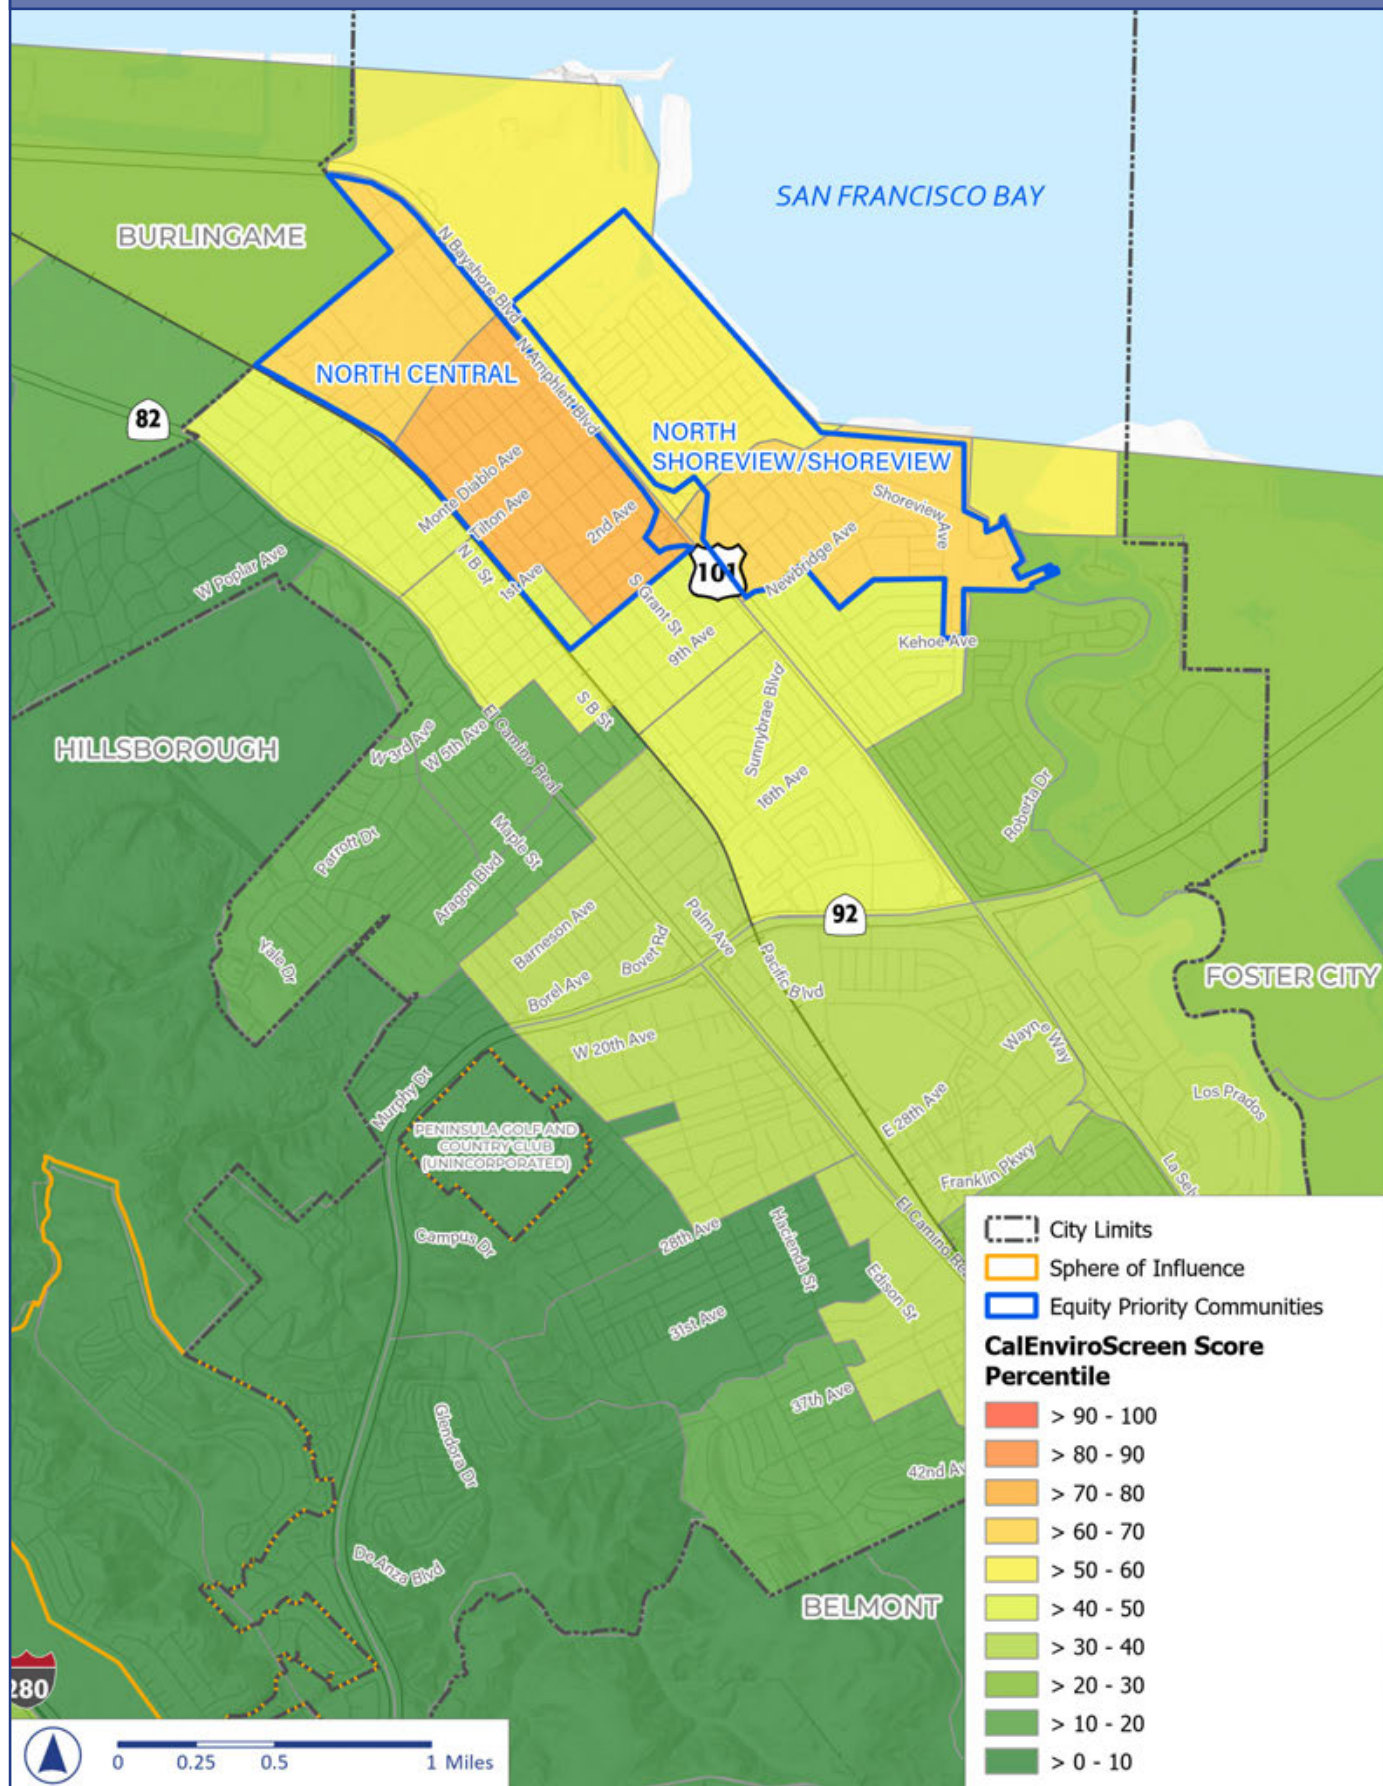 SAN FRANCISCO BAY
BURLINGAME
N Bayshore Blvd
N Amphlett Blvd
NORTH CENTRAL
82
NORTH
SHOREVIEW/SHOREVIEW
Monte Diablo Ave
Tilton Ave
2nd Ave
Shoreview Ave
N B St
1st Ave
101
Newbridge Ave
W Poplar Ave
S Grant St
9th Ave
Kehoe Ave
HILLSBOROUGH
S B St
El Camino Real
W 3rd Ave
W 5th Ave
Sunnybrae Blvd
16th Ave
Roberta Dr
Parrott Dr
Maple St
Aragon Blvd
92
Barneson Ave
Bovet Rd
Palm Ave
Pacific Blvd
Yale Dr
Borel Ave
FOSTER CITY
W 20th Ave
Wayne Way
Murphy Dr
E 28th Ave
Los Prados
PENINSULA GOLF AND
COUNTRY CLUB
(UNINCORPORATED)
Franklin Pkwy
La Sel
28th Ave
Hacienda St
El Camino Re
Campus Dr
Edison St
31st Ave
37th Ave
Glendora Dr
42nd Av
De Anza Blvd
BELMONT
280
City Limits
Sphere of Influence
Equity Priority Communities
CalEnviroScreen Score
Percentile
> 90 - 100
> 80 - 90
> 70 - 80
> 60 - 70
> 50 - 60
> 40 - 50
> 30 - 40
> 20 - 30
> 10 - 20
> 0 - 10
0 0.25 0.5 1 Miles